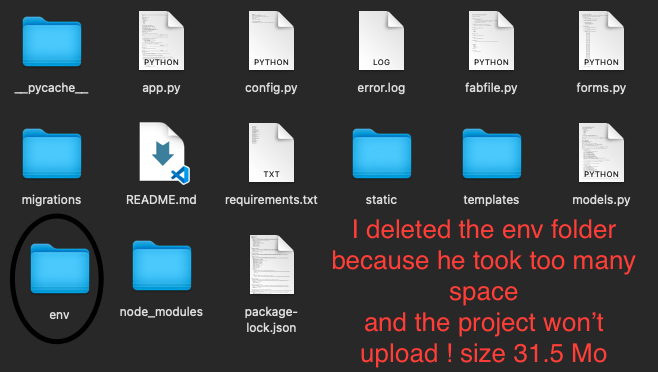 PYTHON
PYTHON
LOG
PYTHON
PYTHON
__pycache__
app.py
config.py
error.log
fabfile.py
forms.py
TXT
PYTHON
migrations
README.md
requirements.txt
static
templates
models.py
env
node_modules
package-
lock.json
I deleted the env folder
because he took too many
space
and the project won’t
upload ! size 31.5 Mo